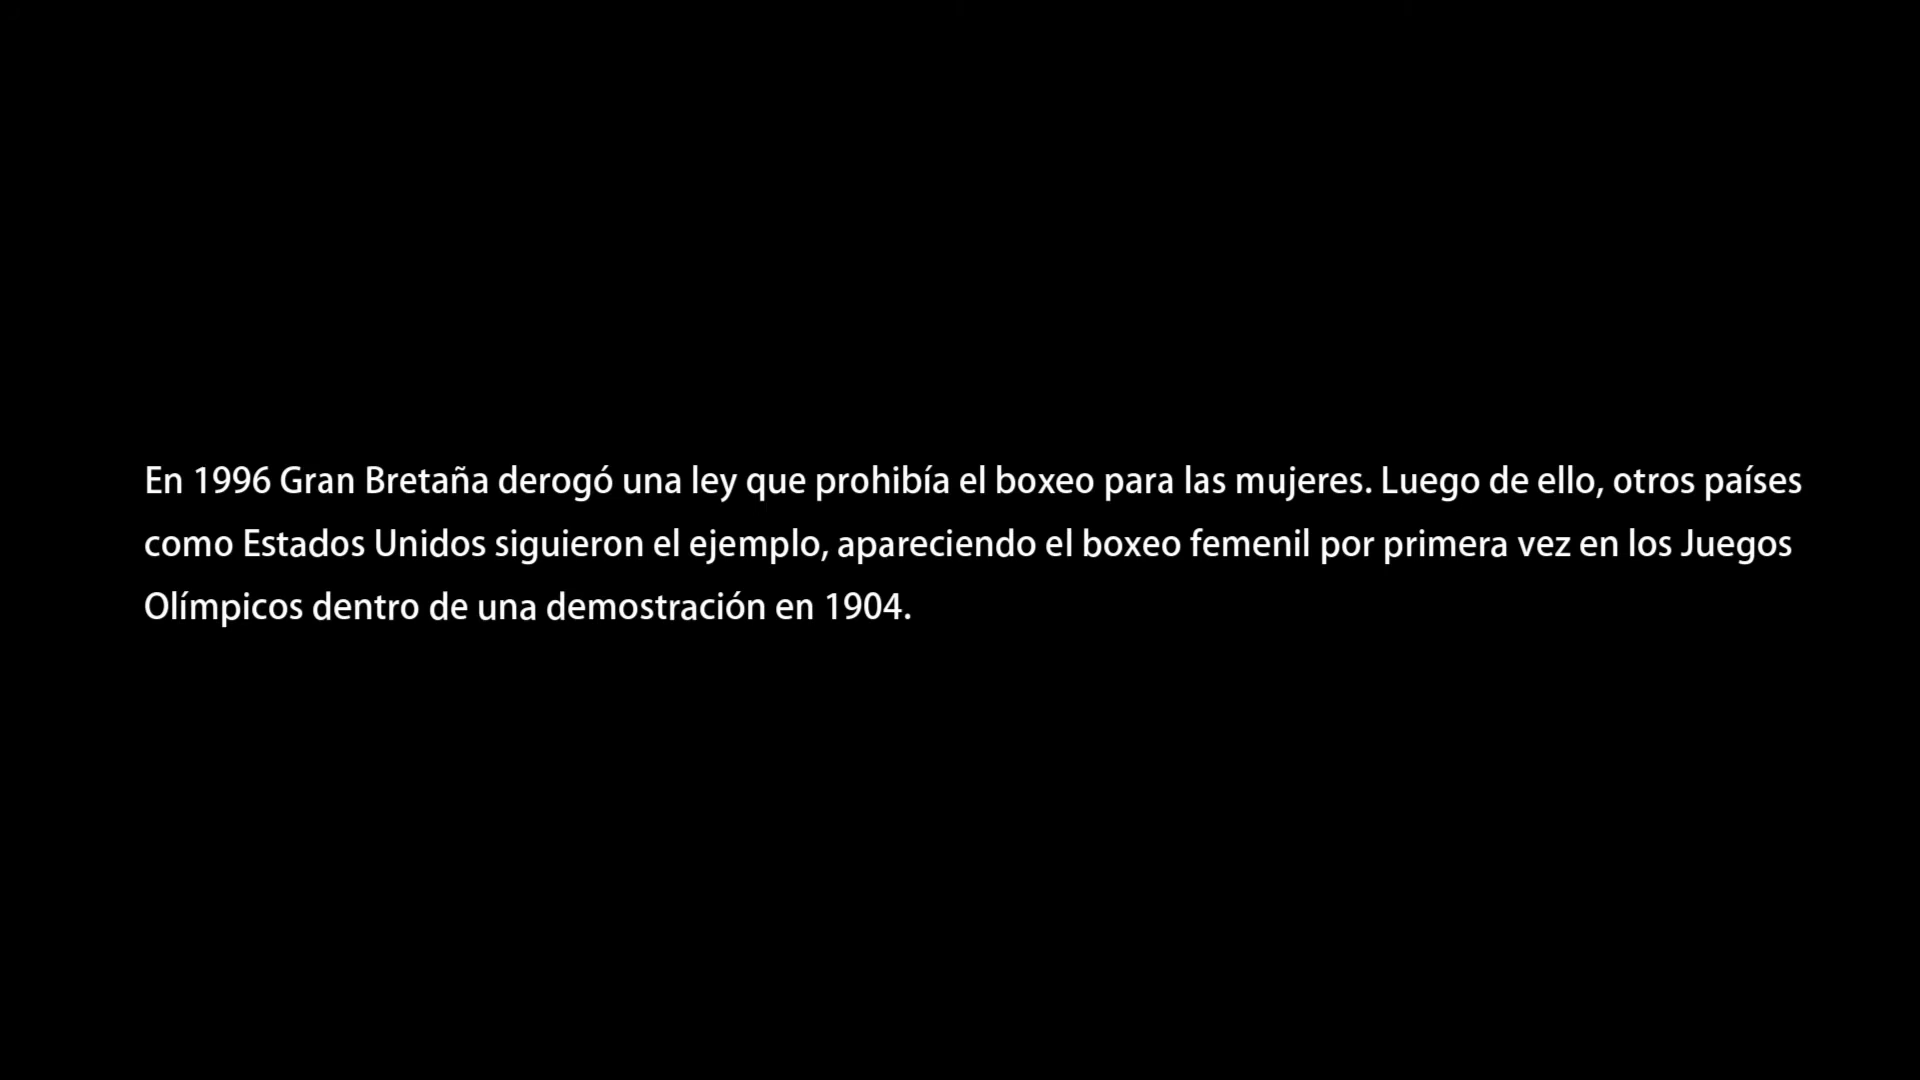 En 1996 Gran Bretaña derogó una ley que prohibía el boxeo para las mujeres. Luego de ello, otros países
como Estados Unidos siguieron el ejemplo, apareciendo el boxeo femenil por primera vez en los Juegos
Olímpicos dentro de una demostración en 1904.